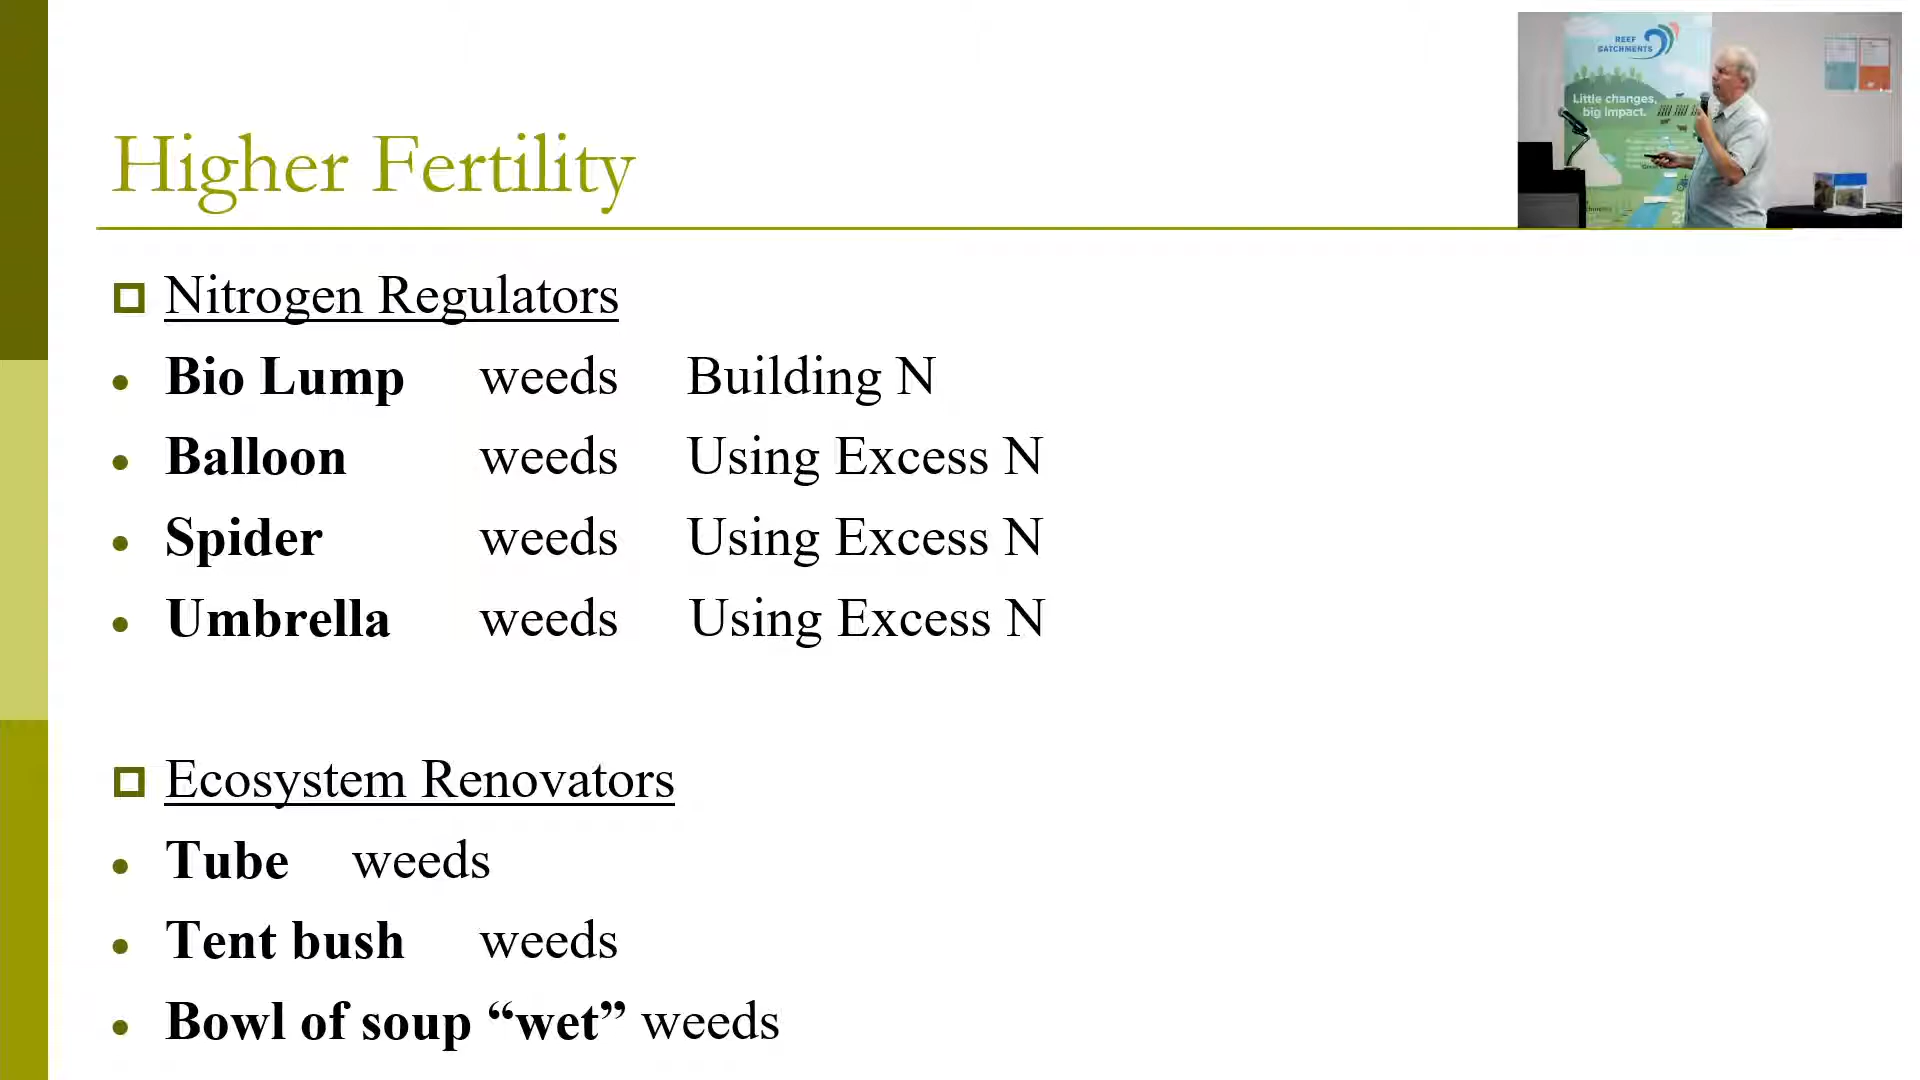 REEF
CATCHMENTS
Little changes,
big impact.
Higher Fertility
Nitrogen Regulators
Bio Lump weeds Building N
Balloon weeds Using Excess N
Spider weeds Using Excess N
Umbrella weeds Using Excess N
Ecosystem Renovators
Tube weeds
Tent bush weeds
Bowl of soup “wet” weeds